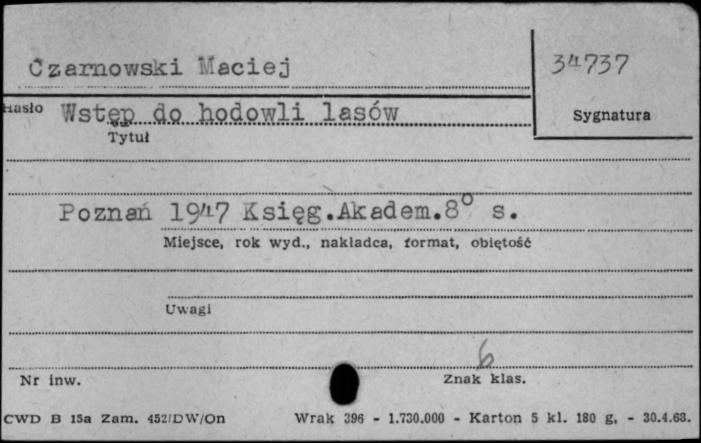 Czarnowski Maciej
34737
Hasło Wstęp do hodowli lasów
Sygnatura
Tytuł
Poznań 1947 Księg.Akadem.8° s.
Miejsce, rok wyd., nakładca, format, objętość
Uwagi
6
Nr inw.
Znak klas.
CWD B 15a Zam. 452/DW/On Wrak 396 - 1.730.000 - Karton 5 kl. 180 g. - 30.4.63.